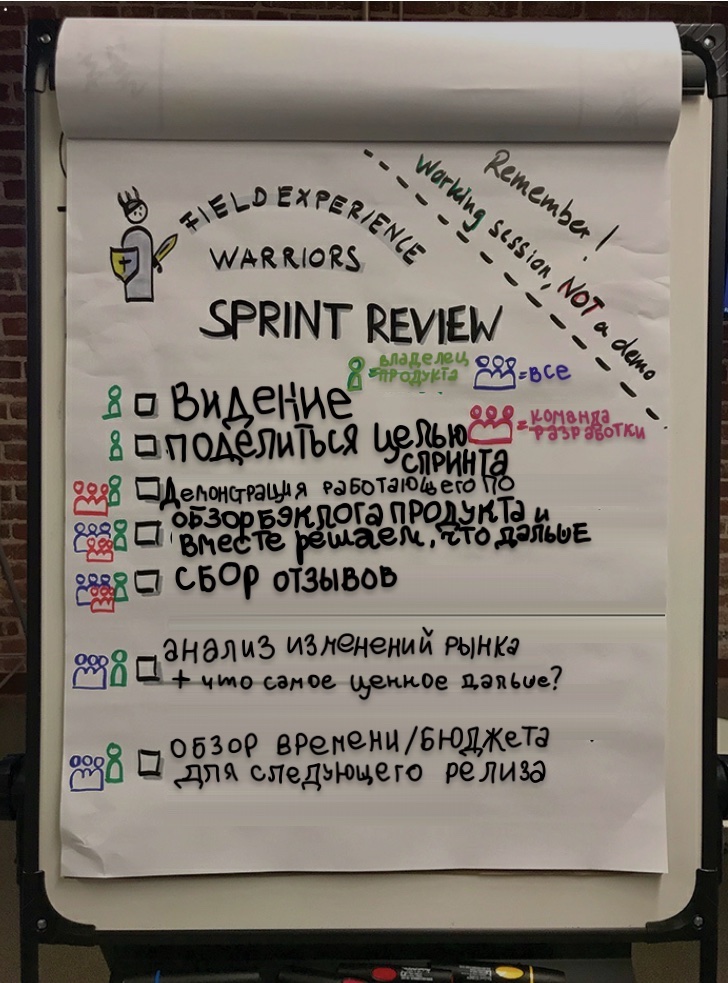 Remember!
Working session, NOT a demo
FIELD EXPERIENCE
WARRIORS
SPRINT REVIEW
= владелец
продукта
= ВСЕ
= команда
разработки
Видение
поделиться целью
спринта
Демонстрация работающего ПО
обзор бэклога продукта и
вместе решаем, что дальше
сбор отзывов
анализ изменений рынка
+ что самое ценное дальше?
обзор времени/бюджета
для следующего релиза